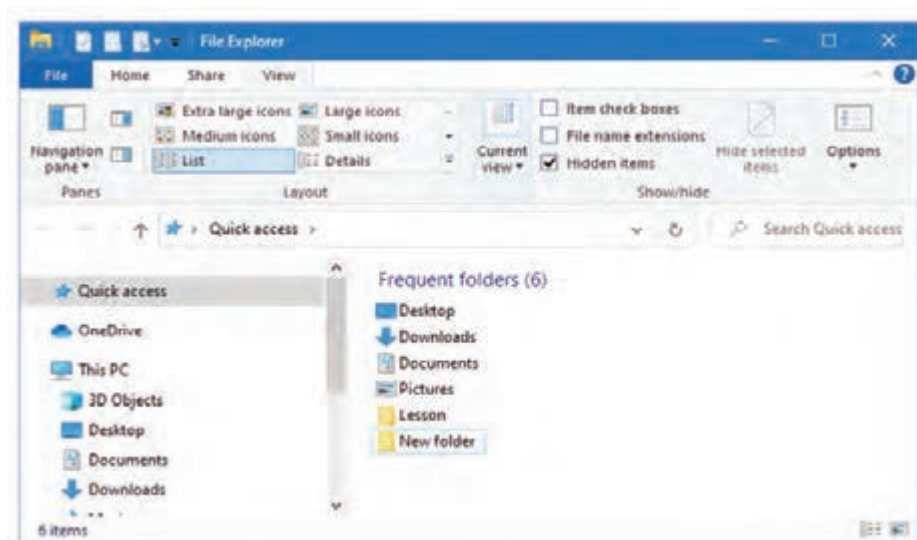 File Explorer
File Home Share View
Extra large icons Large icons Item check boxes
Medium icons Small icons File name extensions
List Details Hidden items
Navigation pane Current view Hide selected items Options
Panes Layout Show/hide
Quick access Search Quick access
Quick access
OneDrive
This PC
3D Objects
Desktop
Documents
Downloads
Frequent folders (6)
Desktop
Downloads
Documents
Pictures
Lesson
New folder
6 items